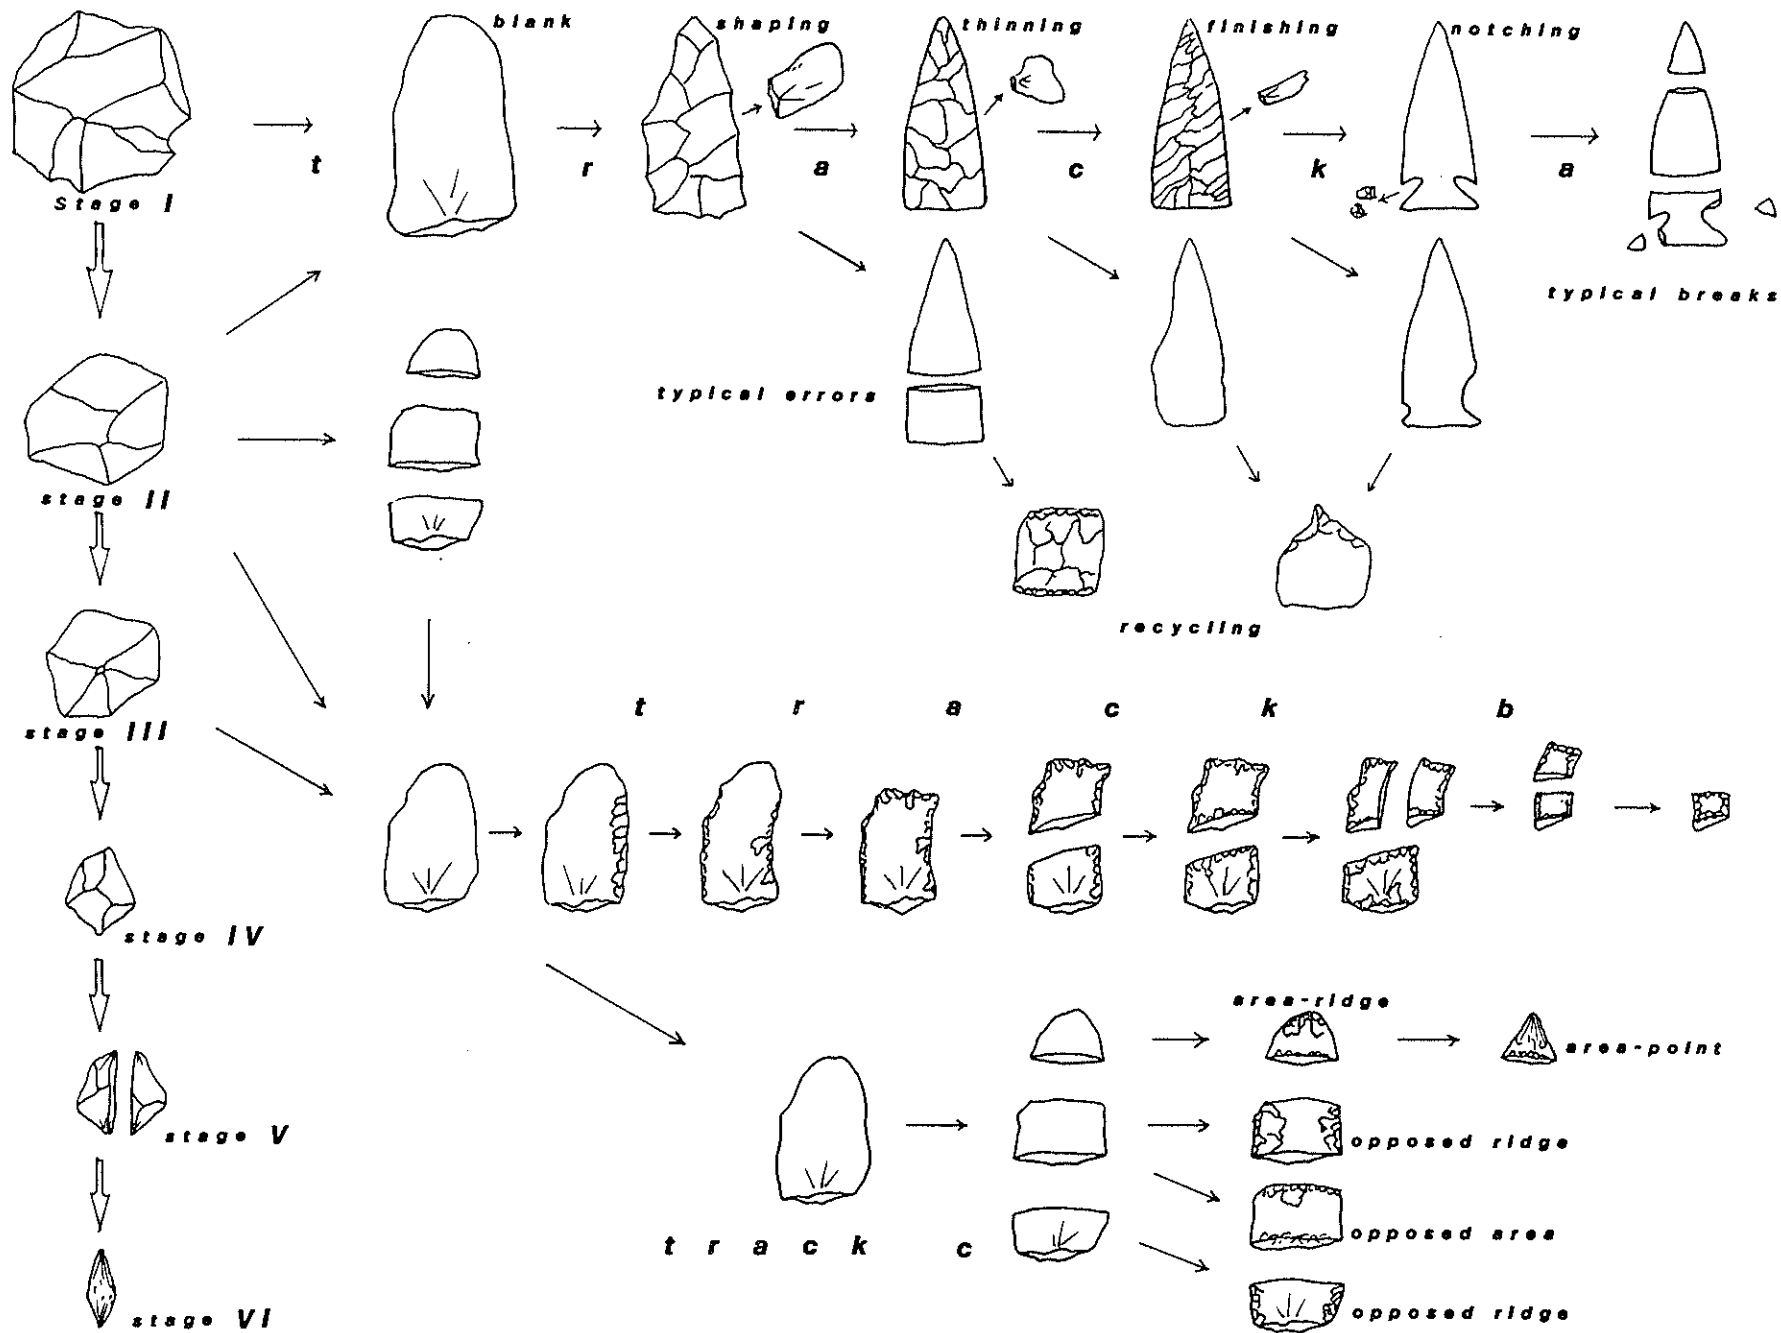 blank
shaping
thinning
finishing
notching
t r a c k a
Stage I
typical breaks
typical errors
stage II
recycling
stage III
t r a c k b
stage IV
area-ridge
area-point
stage V
opposed ridge
opposed area
t r a c k c
stage VI
opposed ridge